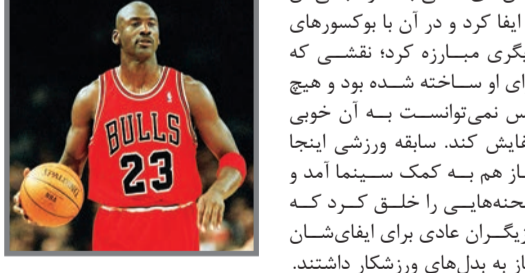 ایفا کرد و در آن با بوکسورهای
مبارزه کرد؛ نقشی که
او ساخته شده بود و هیچ
نمی‌توانست به آن خوبی
کند. سابقه ورزشی اینجا
هم به کمک سینما آمد و
را خلق کرد که
عادی برای ایفای‌شان
به بدل‌های ورزشکار داشتند.
BULLS
23
SPALDING